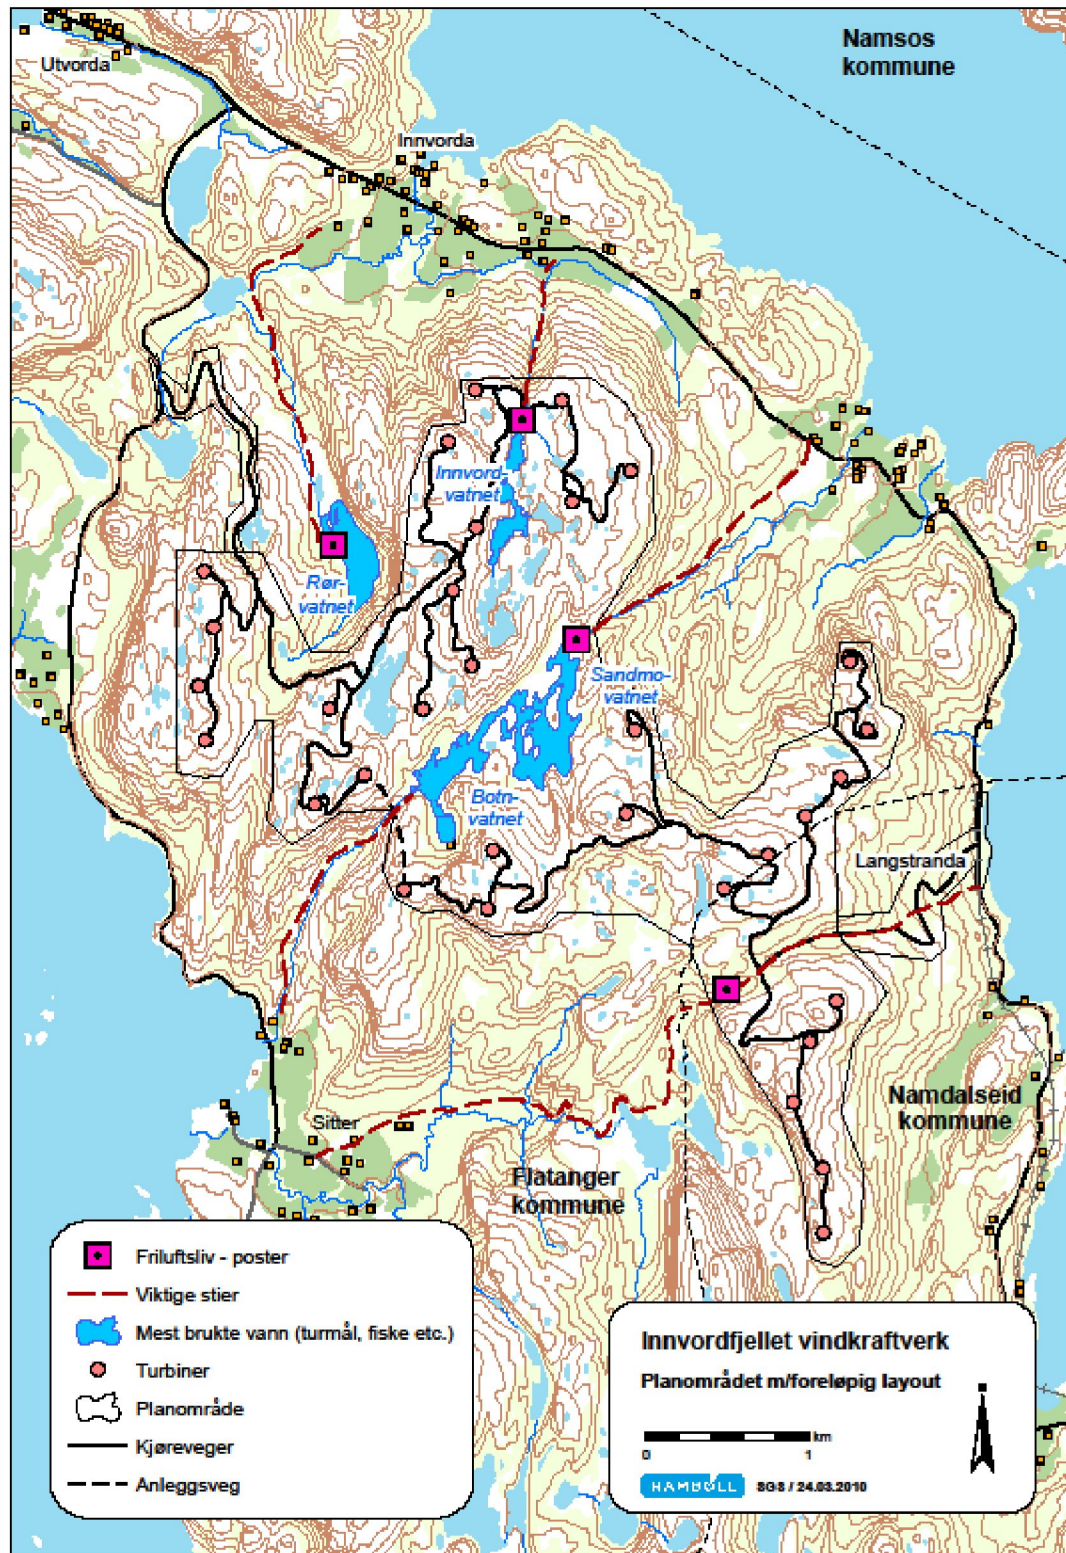 Namsos
kommune
Utvorda
Innvorda
Innvord-
vatnet
Rør-
vatnet
Sandmo-
vatnet
Botn-
vatnet
Langstranda
Namdalseid
kommune
Sitter
Flatanger
kommune
Friluftsliv - poster
Viktige stier
Mest brukte vann (turmål, fiske etc.)
Turbiner
Planområde
Kjøreveger
Anleggsveg
Innvordfjellet vindkraftverk
Planområdet m/foreløpig layout
km
0 1
RAMBØLL SGS / 24.03.2010